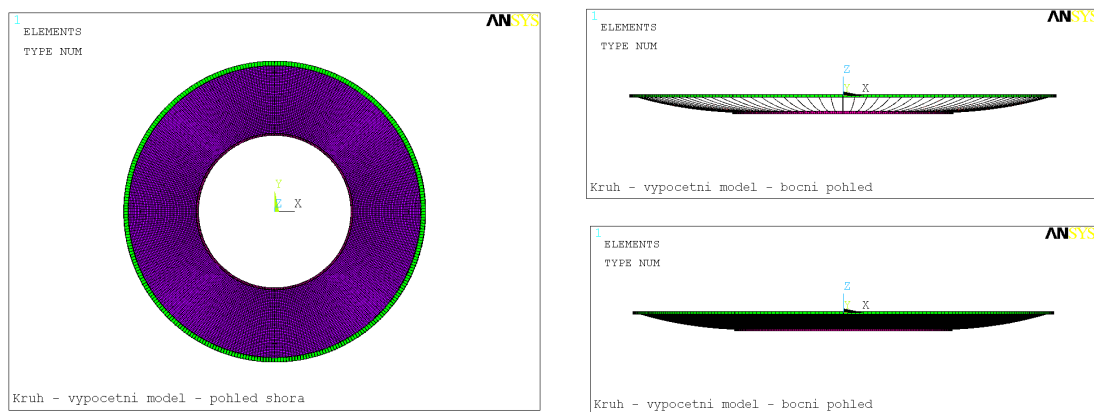 1
ANSYS
ELEMENTS
TYPE NUM
Y
Z X
Kruh - vypocetni model - pohled shora
1
ANSYS
ELEMENTS
TYPE NUM
Z
Y X
Kruh - vypocetni model - bocni pohled
1
ANSYS
ELEMENTS
TYPE NUM
Z
Y X
Kruh - vypocetni model - bocni pohled